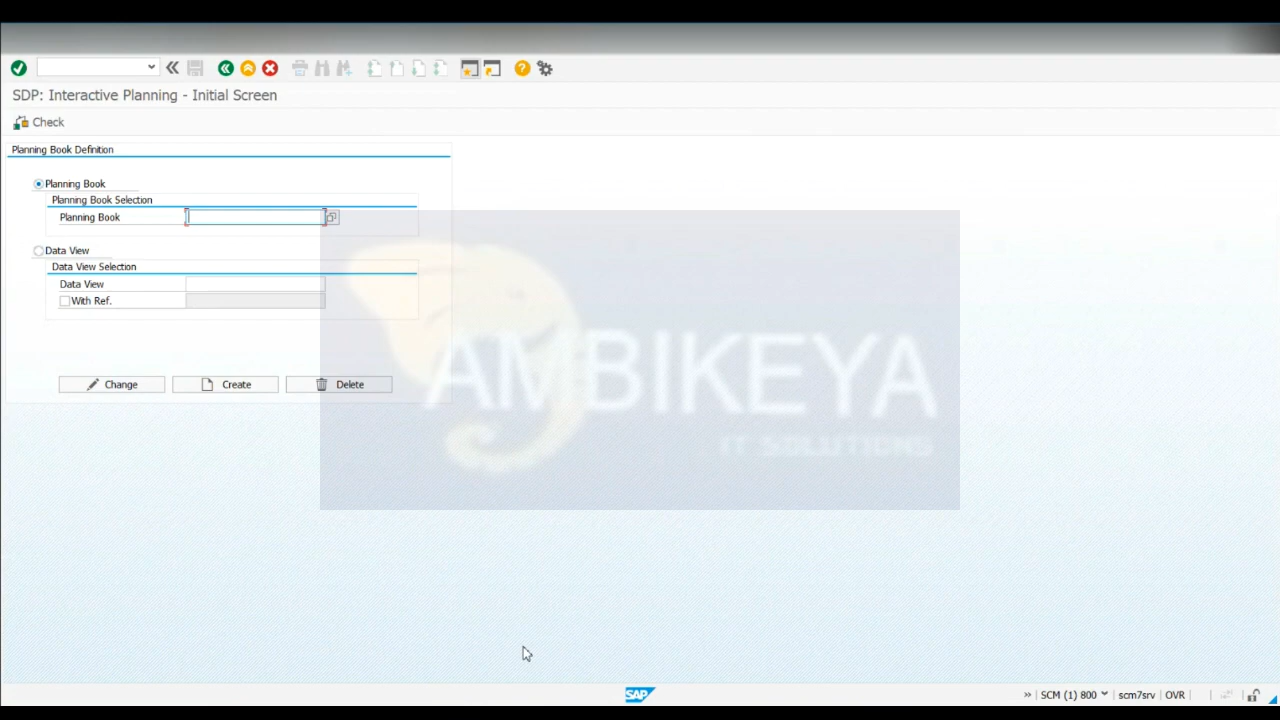 SDP: Interactive Planning - Initial Screen
Check
Planning Book Definition
Planning Book
Planning Book Selection
Planning Book
Data View
Data View Selection
Data View
With Ref.
Change Create Delete
AMBIKEYA
IT SOLUTIONS
SAP
» SCM (1) 800 scm7srv OVR